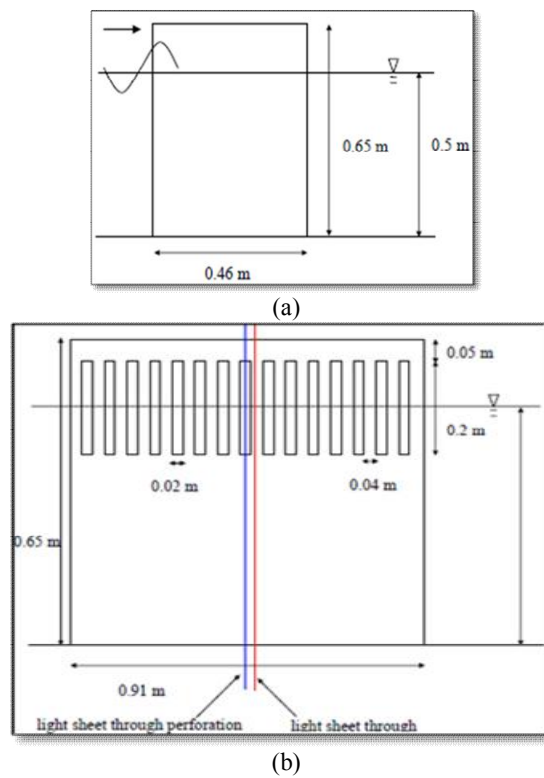 0.65 m
0.5 m
0.46 m
(a)
0.05 m
0.2 m
0.02 m
0.04 m
0.65 m
0.91 m
light sheet through perforation
light sheet through
(b)